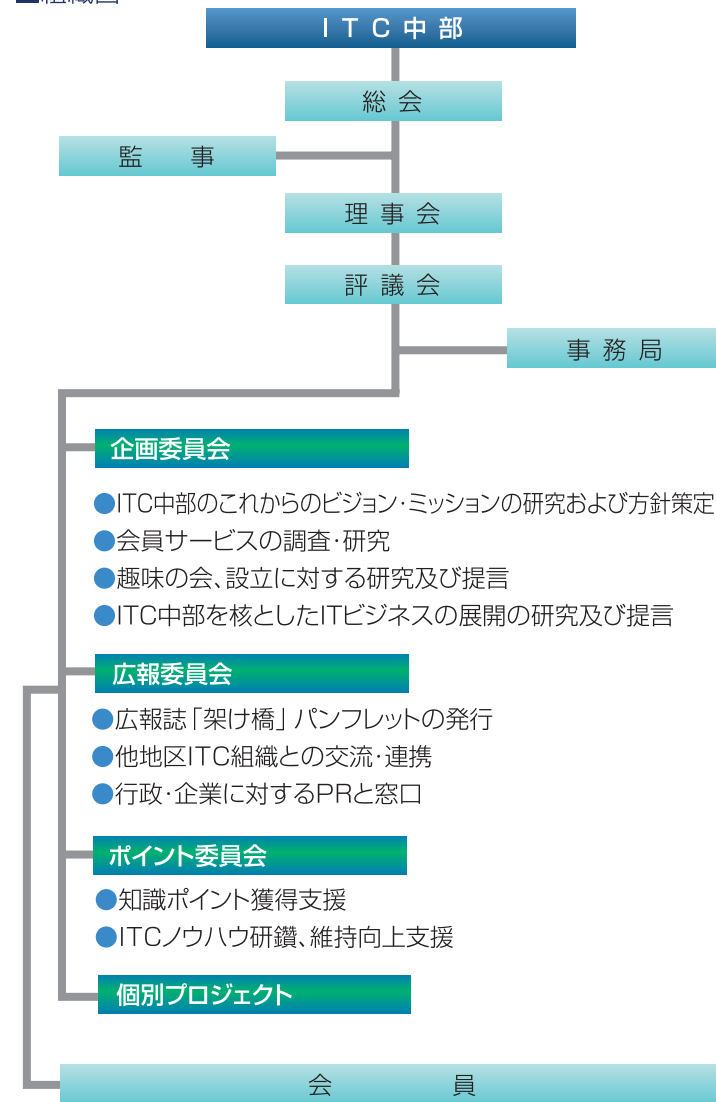 ITC中部
総会
監事
理事会
評議会
事務局
企画委員会
●ITC中部のこれからのビジョン・ミッションの研究および方針策定
●会員サービスの調査・研究
●趣味の会、設立に対する研究及び提言
●ITC中部を核としたITビジネスの展開の研究及び提言
広報委員会
●広報誌「架け橋」パンフレットの発行
●他地区ITC組織との交流・連携
●行政・企業に対するPRと窓口
ポイント委員会
●知識ポイント獲得支援
●ITCノウハウ研鑽、維持向上支援
個別プロジェクト
会員